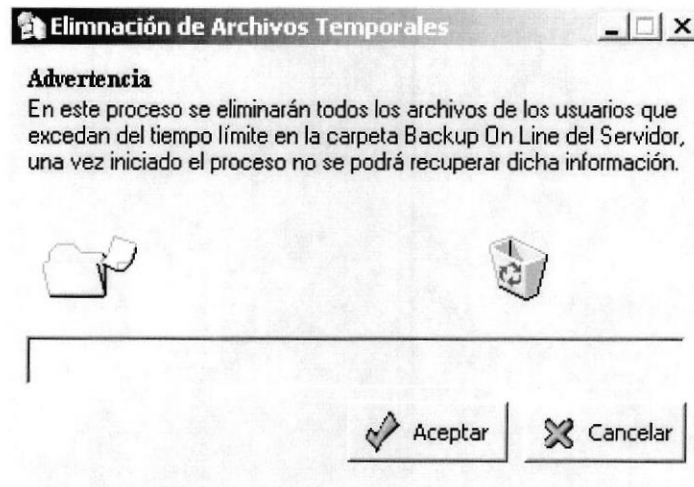 Elimnación de Archivos Temporales
Advertencia
En este proceso se eliminarán todos los archivos de los usuarios que
excedan del tiempo límite en la carpeta Backup On Line del Servidor,
una vez iniciado el proceso no se podrá recuperar dicha información.
Aceptar
Cancelar